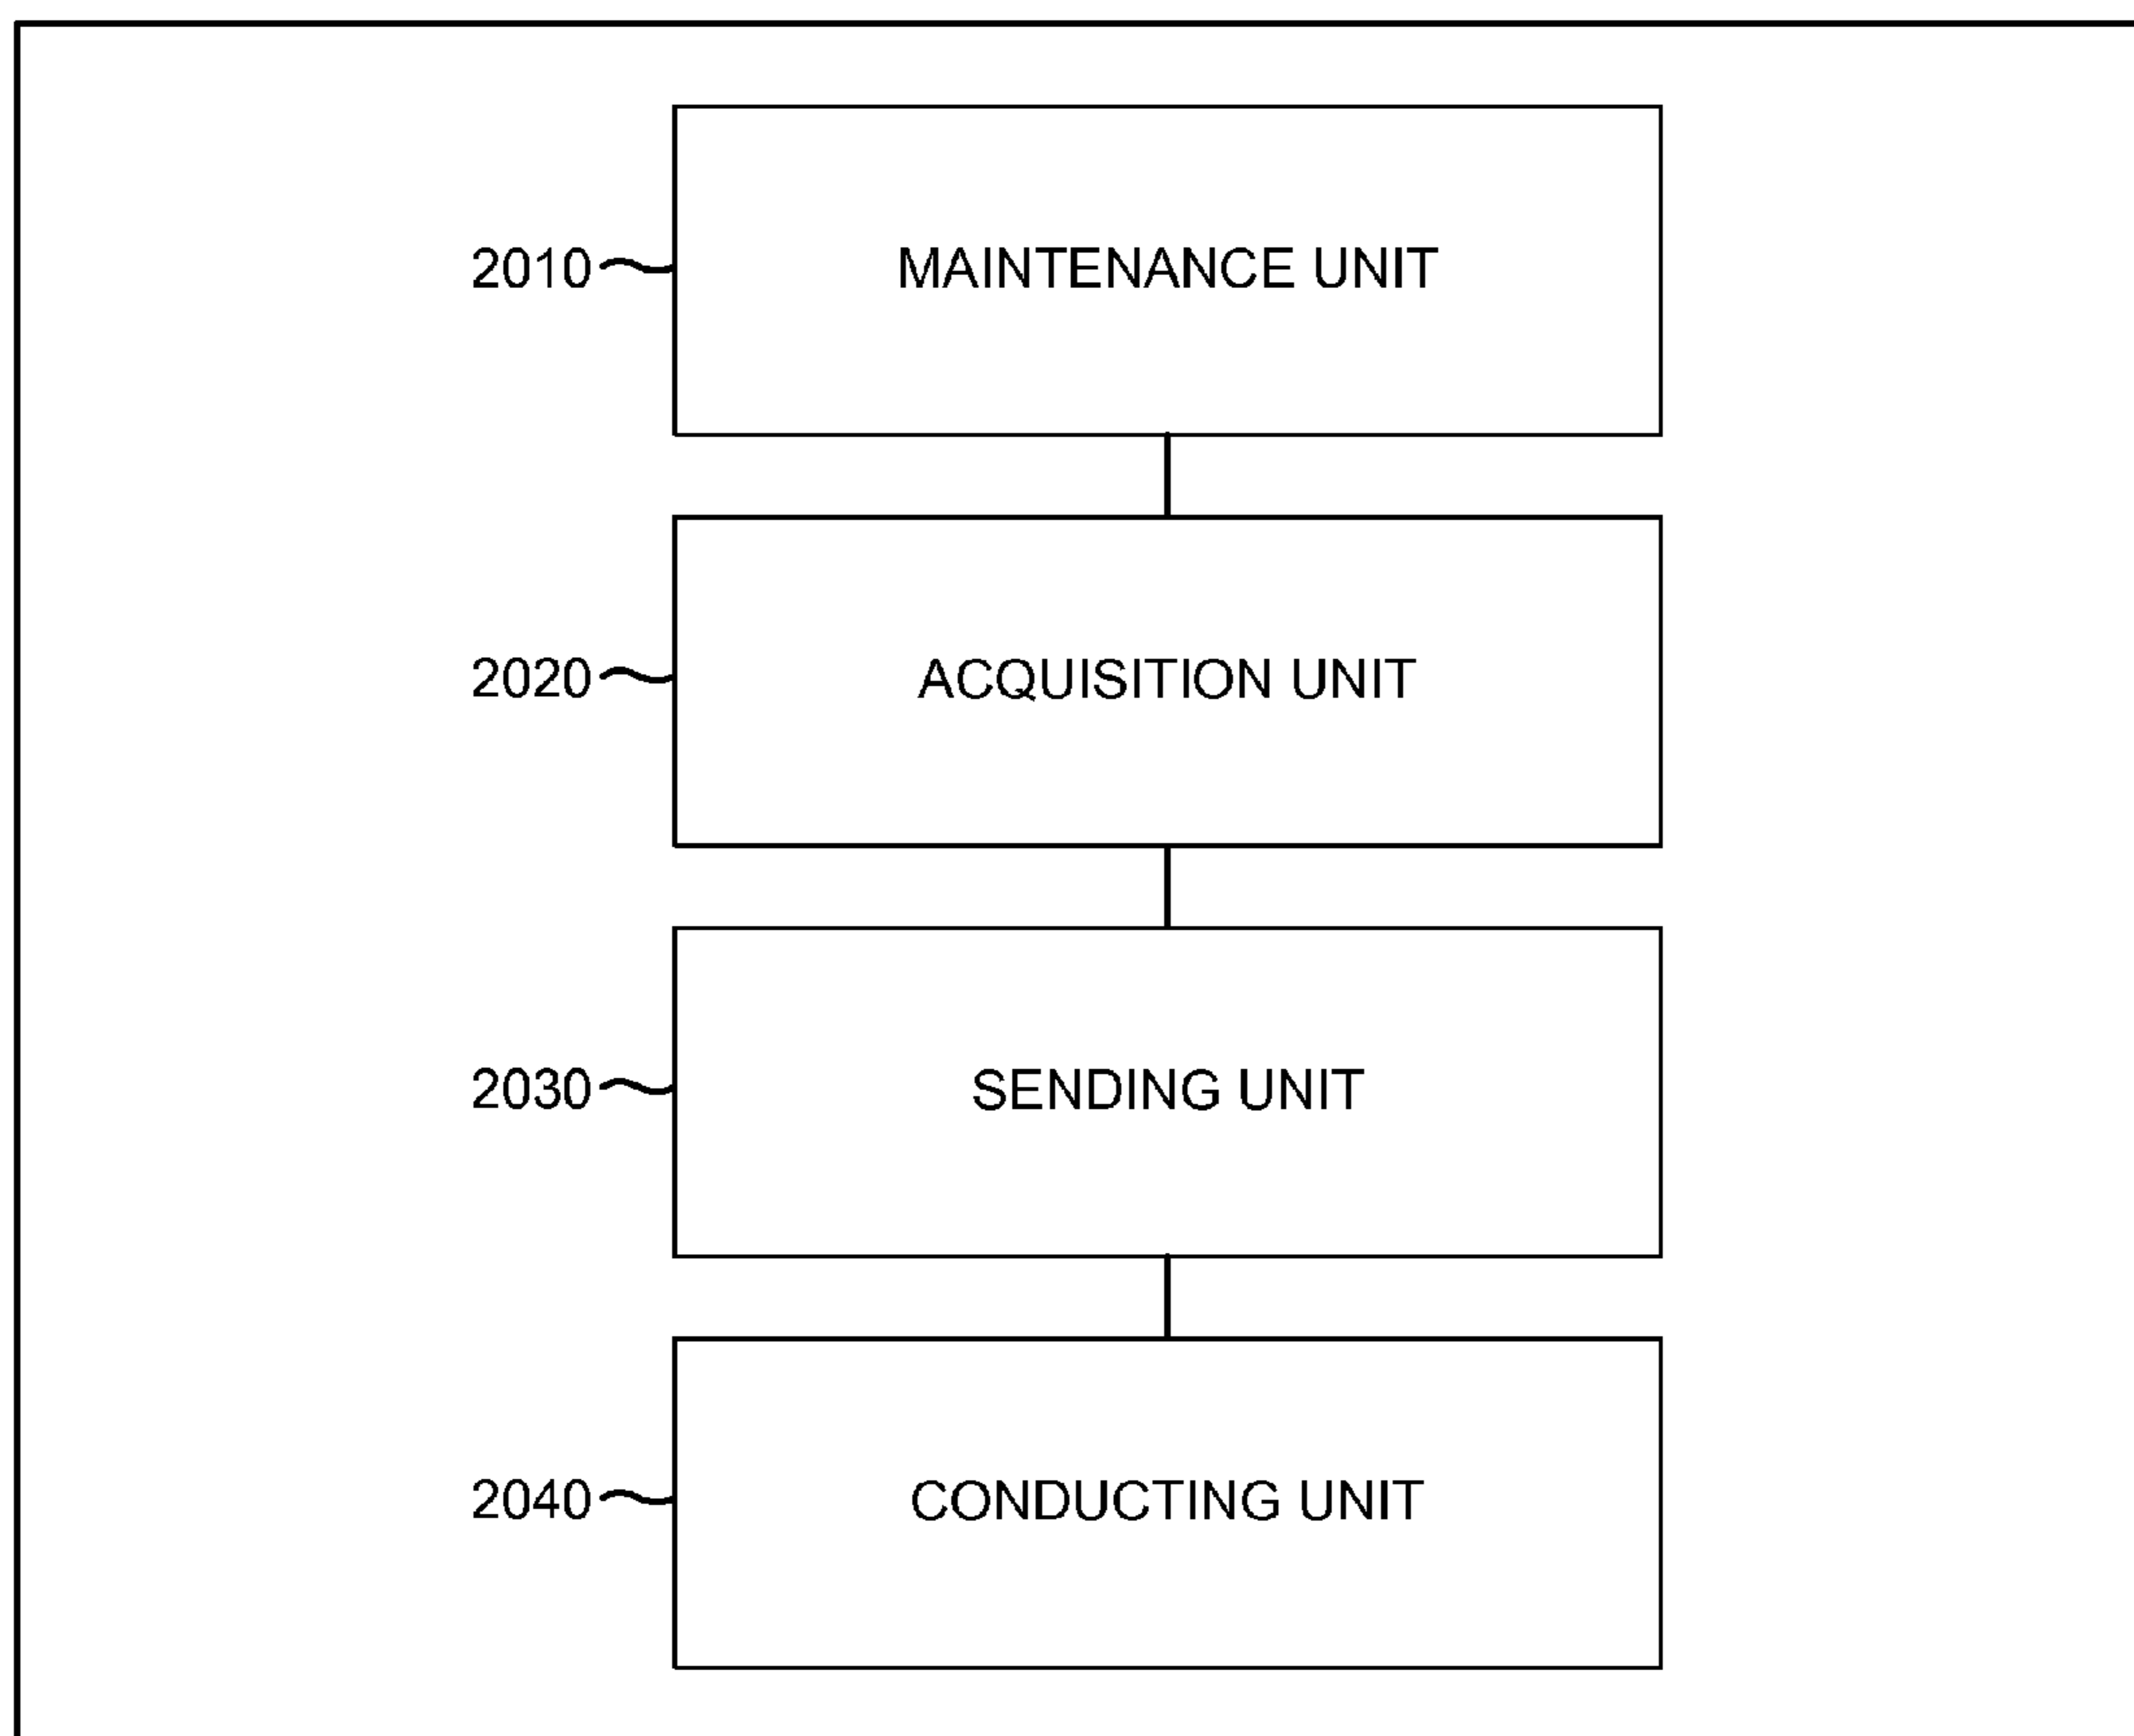 2010 MAINTENANCE UNIT
2020 ACQUISITION UNIT
2030 SENDING UNIT
2040 CONDUCTING UNIT